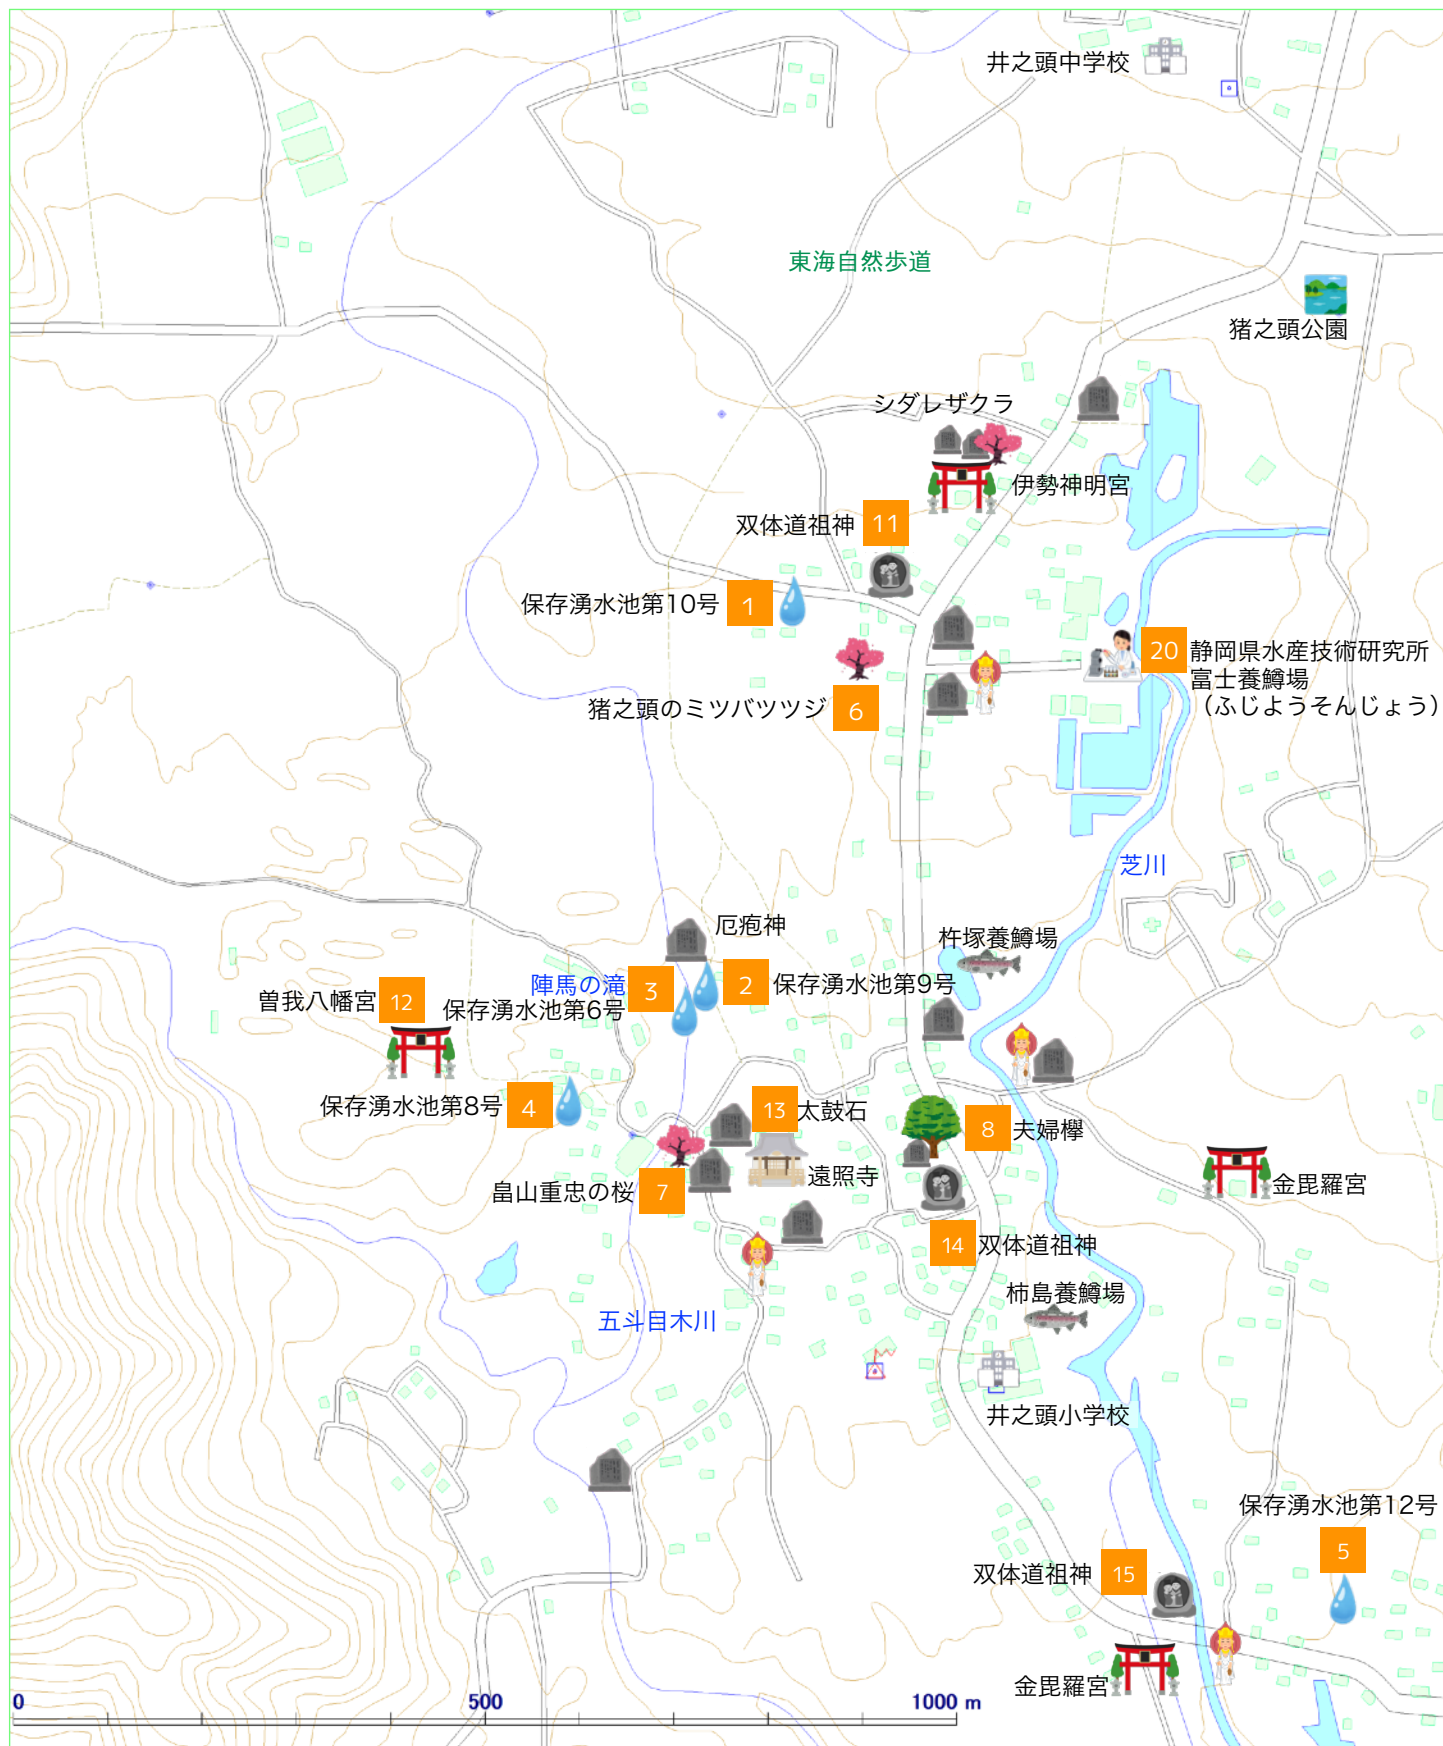 井之頭中学校
東海自然歩道
猪之頭公園
シダレザクラ
伊勢神明宮
双体道祖神 11
保存湧水池第10号 1
20 静岡県水産技術研究所
富士養鱒場
（ふじようそんじょう）
猪之頭のミツバツツジ 6
芝川
厄疱神
杵塚養鱒場
陣馬の滝 3
保存湧水池第6号
2 保存湧水池第9号
曽我八幡宮 12
保存湧水池第8号 4
13 太鼓石
8 夫婦欅
遠照寺
金毘羅宮
畠山重忠の桜 7
14 双体道祖神
柿島養鱒場
五斗目木川
井之頭小学校
保存湧水池第12号
5
双体道祖神 15
金毘羅宮
0 500 1000 m